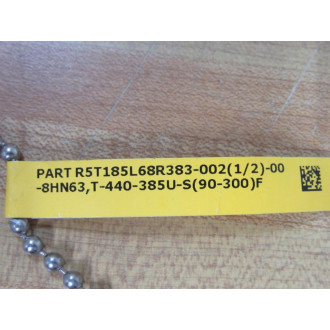 PART R5T185L68R383-002(1/2)-00
-8HN63,T-440-385U-S(90-300)F